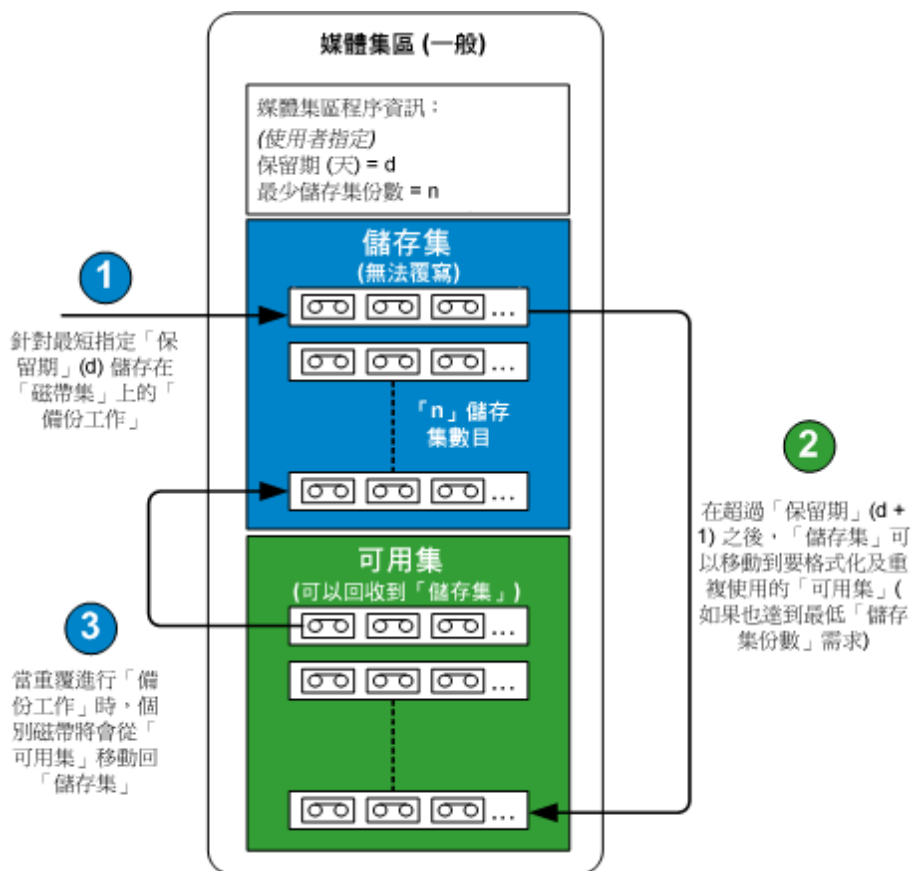 媒體集區 (一般)
媒體集區程序資訊：
(使用者指定)
保留期 (天) = d
最少儲存集份數 = n
儲存集
(無法覆寫)
1
針對最短指定「保
留期」(d) 儲存在
「磁帶集」上的「
備份工作」
...
...
「n」儲存
集數目
...
2
在超過「保留期」(d +
1) 之後，「儲存集」可
以移動到要格式化及重
複使用的「可用集」(
如果也達到最低「儲存
集份數」需求)
可用集
(可以回收到「儲存集」)
...
3
當重覆進行「備
份工作」時，個
別磁帶將會從「
可用集」移動回
「儲存集」
...
...